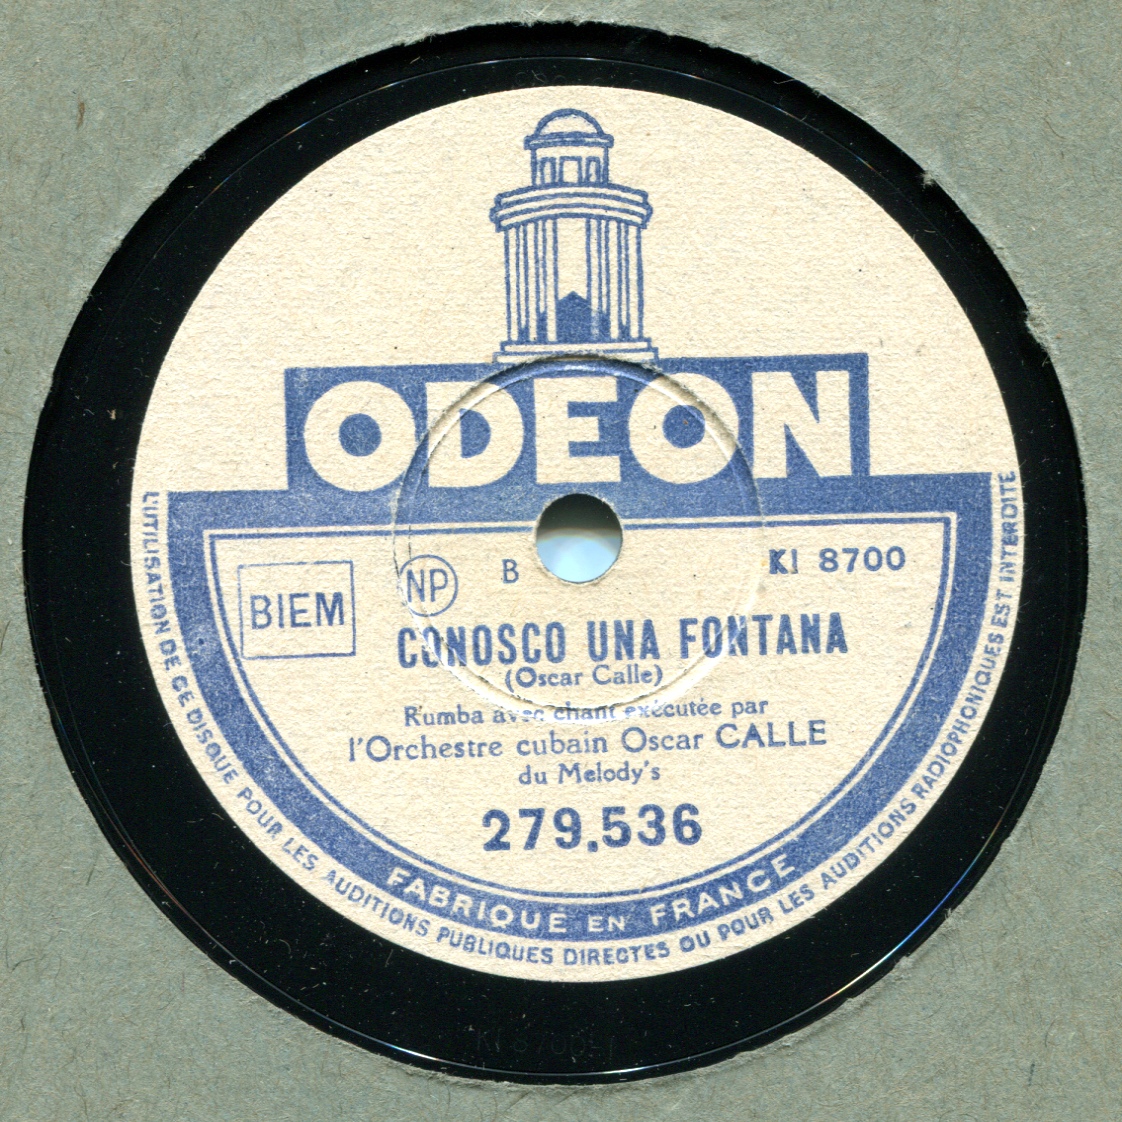 ODEON
BIEM
NP
B
KI 8700
CONOSCO UNA FONTANA
(Oscar Calle)
Rumba avec chant exécutée par
l'Orchestre cubain Oscar CALLE
du Melody's
279.536
FABRIQUÉ EN FRANCE
L'UTILISATION DE CE DISQUE POUR LES AUDITIONS PUBLIQUES DIRECTES OU POUR LES AUDITIONS RADIOPHONIQUES EST INTERDITE